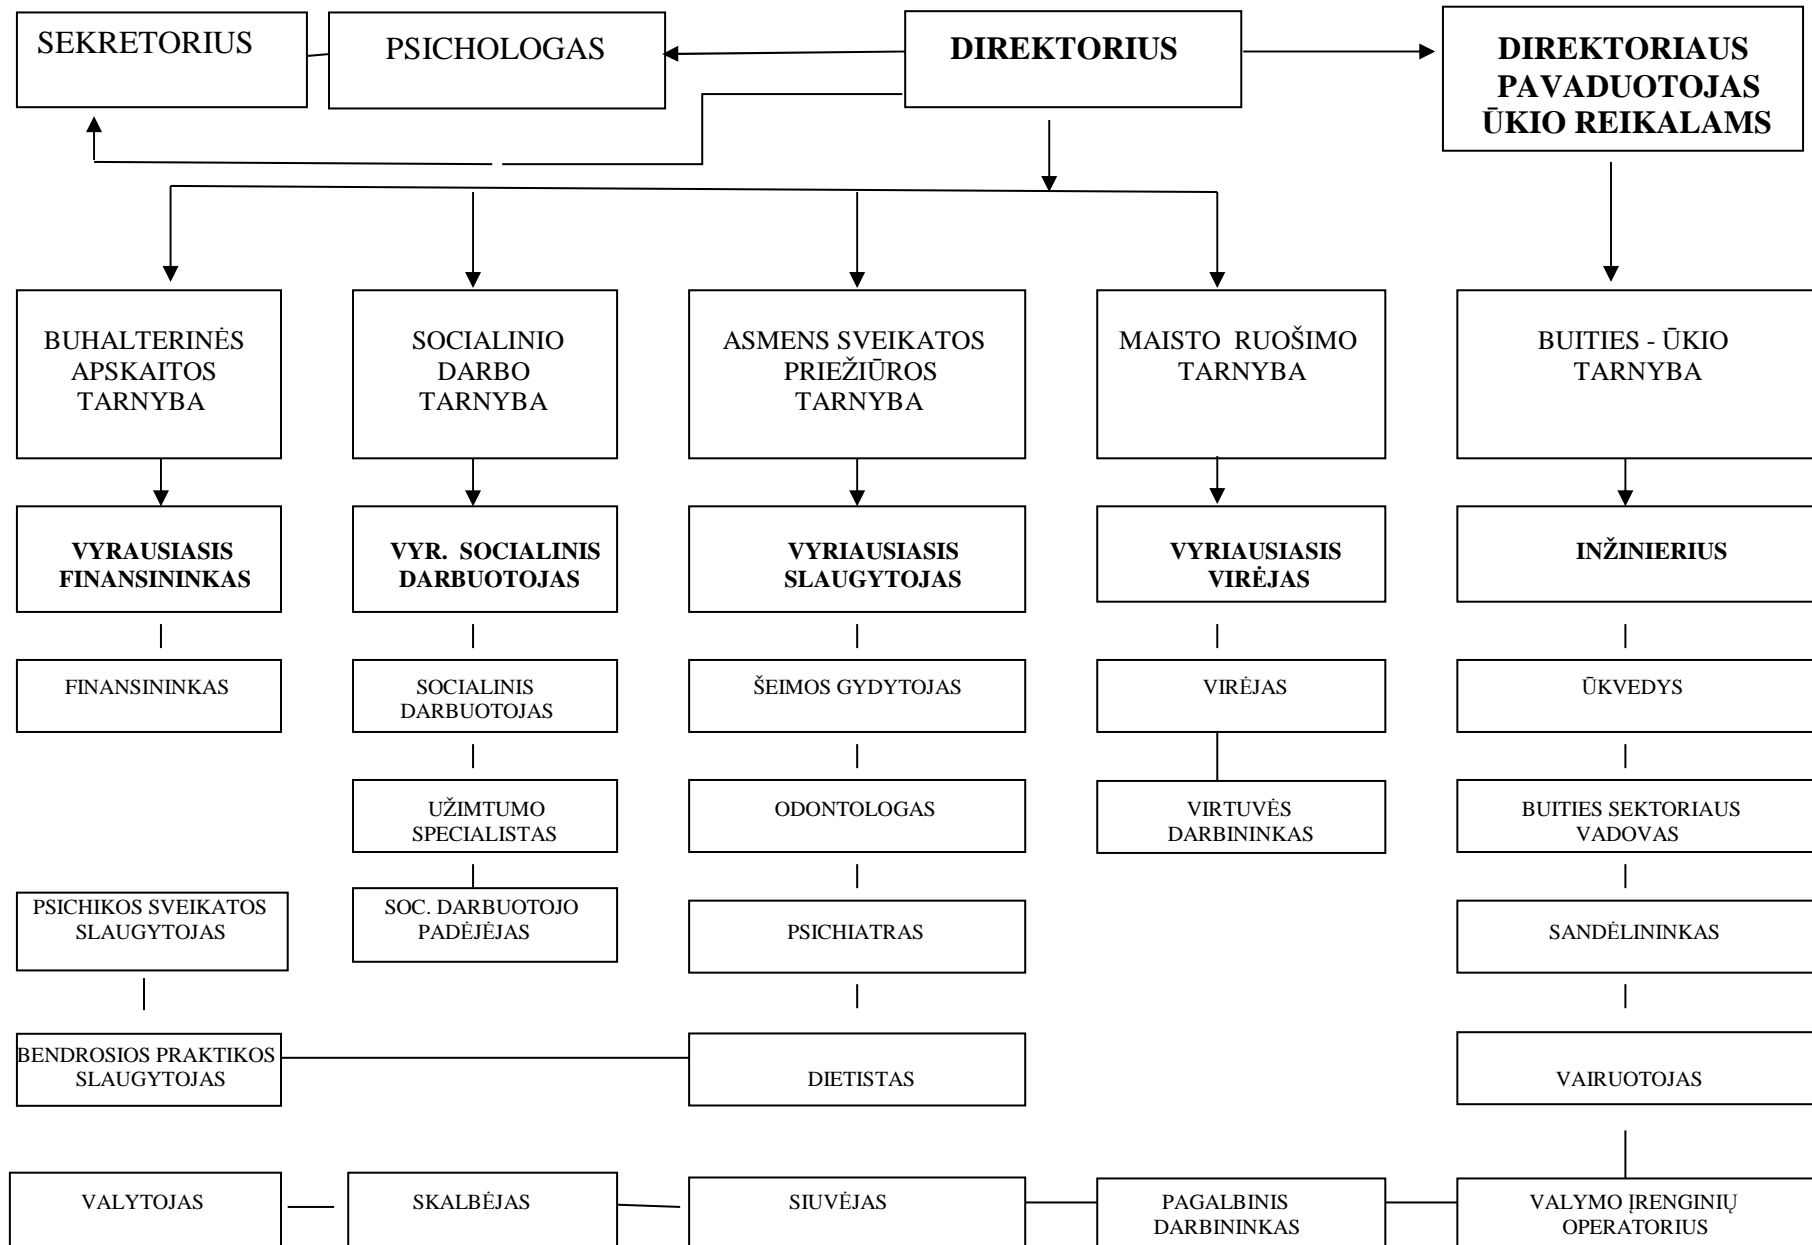 SEKRETORIUS
PSICHOLOGAS
DIREKTORIUS
DIREKTORIAUS
PAVADUOTOJAS
ŪKIO REIKALAMS
BUHALTERINĖS
APSKAITOS
TARNYBA
SOCIALINIO
DARBO
TARNYBA
ASMENS SVEIKATOS
PRIEŽIŪROS
TARNYBA
MAISTO RUOŠIMO
TARNYBA
BUITIES - ŪKIO
TARNYBA
VYRAUSIASIS
FINANSININKAS
VYR. SOCIALINIS
DARBUOTOJAS
VYRIAUSIASIS
SLAUGYTOJAS
VYRIAUSIASIS
VIRĖJAS
INŽINIERIUS
FINANSININKAS
SOCIALINIS
DARBUOTOJAS
ŠEIMOS GYDYTOJAS
VIRĖJAS
ŪKVEDYS
UŽIMTUMO
SPECIALISTAS
ODONTOLOGAS
VIRTUVĖS
DARBININKAS
BUITIES SEKTORIAUS
VADOVAS
PSICHIKOS SVEIKATOS
SLAUGYTOJAS
SOC. DARBUOTOJO
PADĖJĖJAS
PSICHIATRAS
SANDĖLININKAS
BENDROSIOS PRAKTIKOS
SLAUGYTOJAS
DIETISTAS
VAIRUOTOJAS
VALYTOJAS
SKALBĖJAS
SIUVĖJAS
PAGALBINIS
DARBININKAS
VALYMO ĮRENGINIŲ
OPERATORIUS